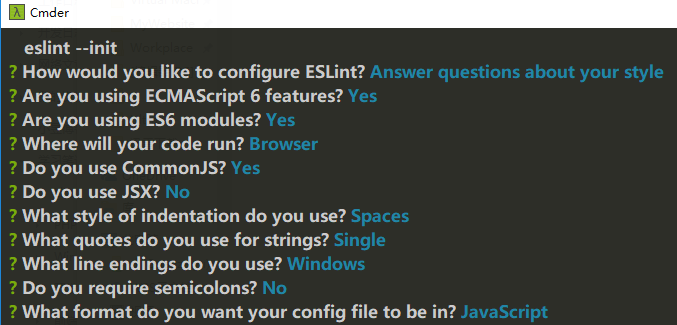 λ Cmder
eslint --init
? How would you like to configure ESLint? Answer questions about your style
? Are you using ECMAScript 6 features? Yes
? Are you using ES6 modules? Yes
? Where will your code run? Browser
? Do you use CommonJS? Yes
? Do you use JSX? No
? What style of indentation do you use? Spaces
? What quotes do you use for strings? Single
? What line endings do you use? Windows
? Do you require semicolons? No
? What format do you want your config file to be in? JavaScript